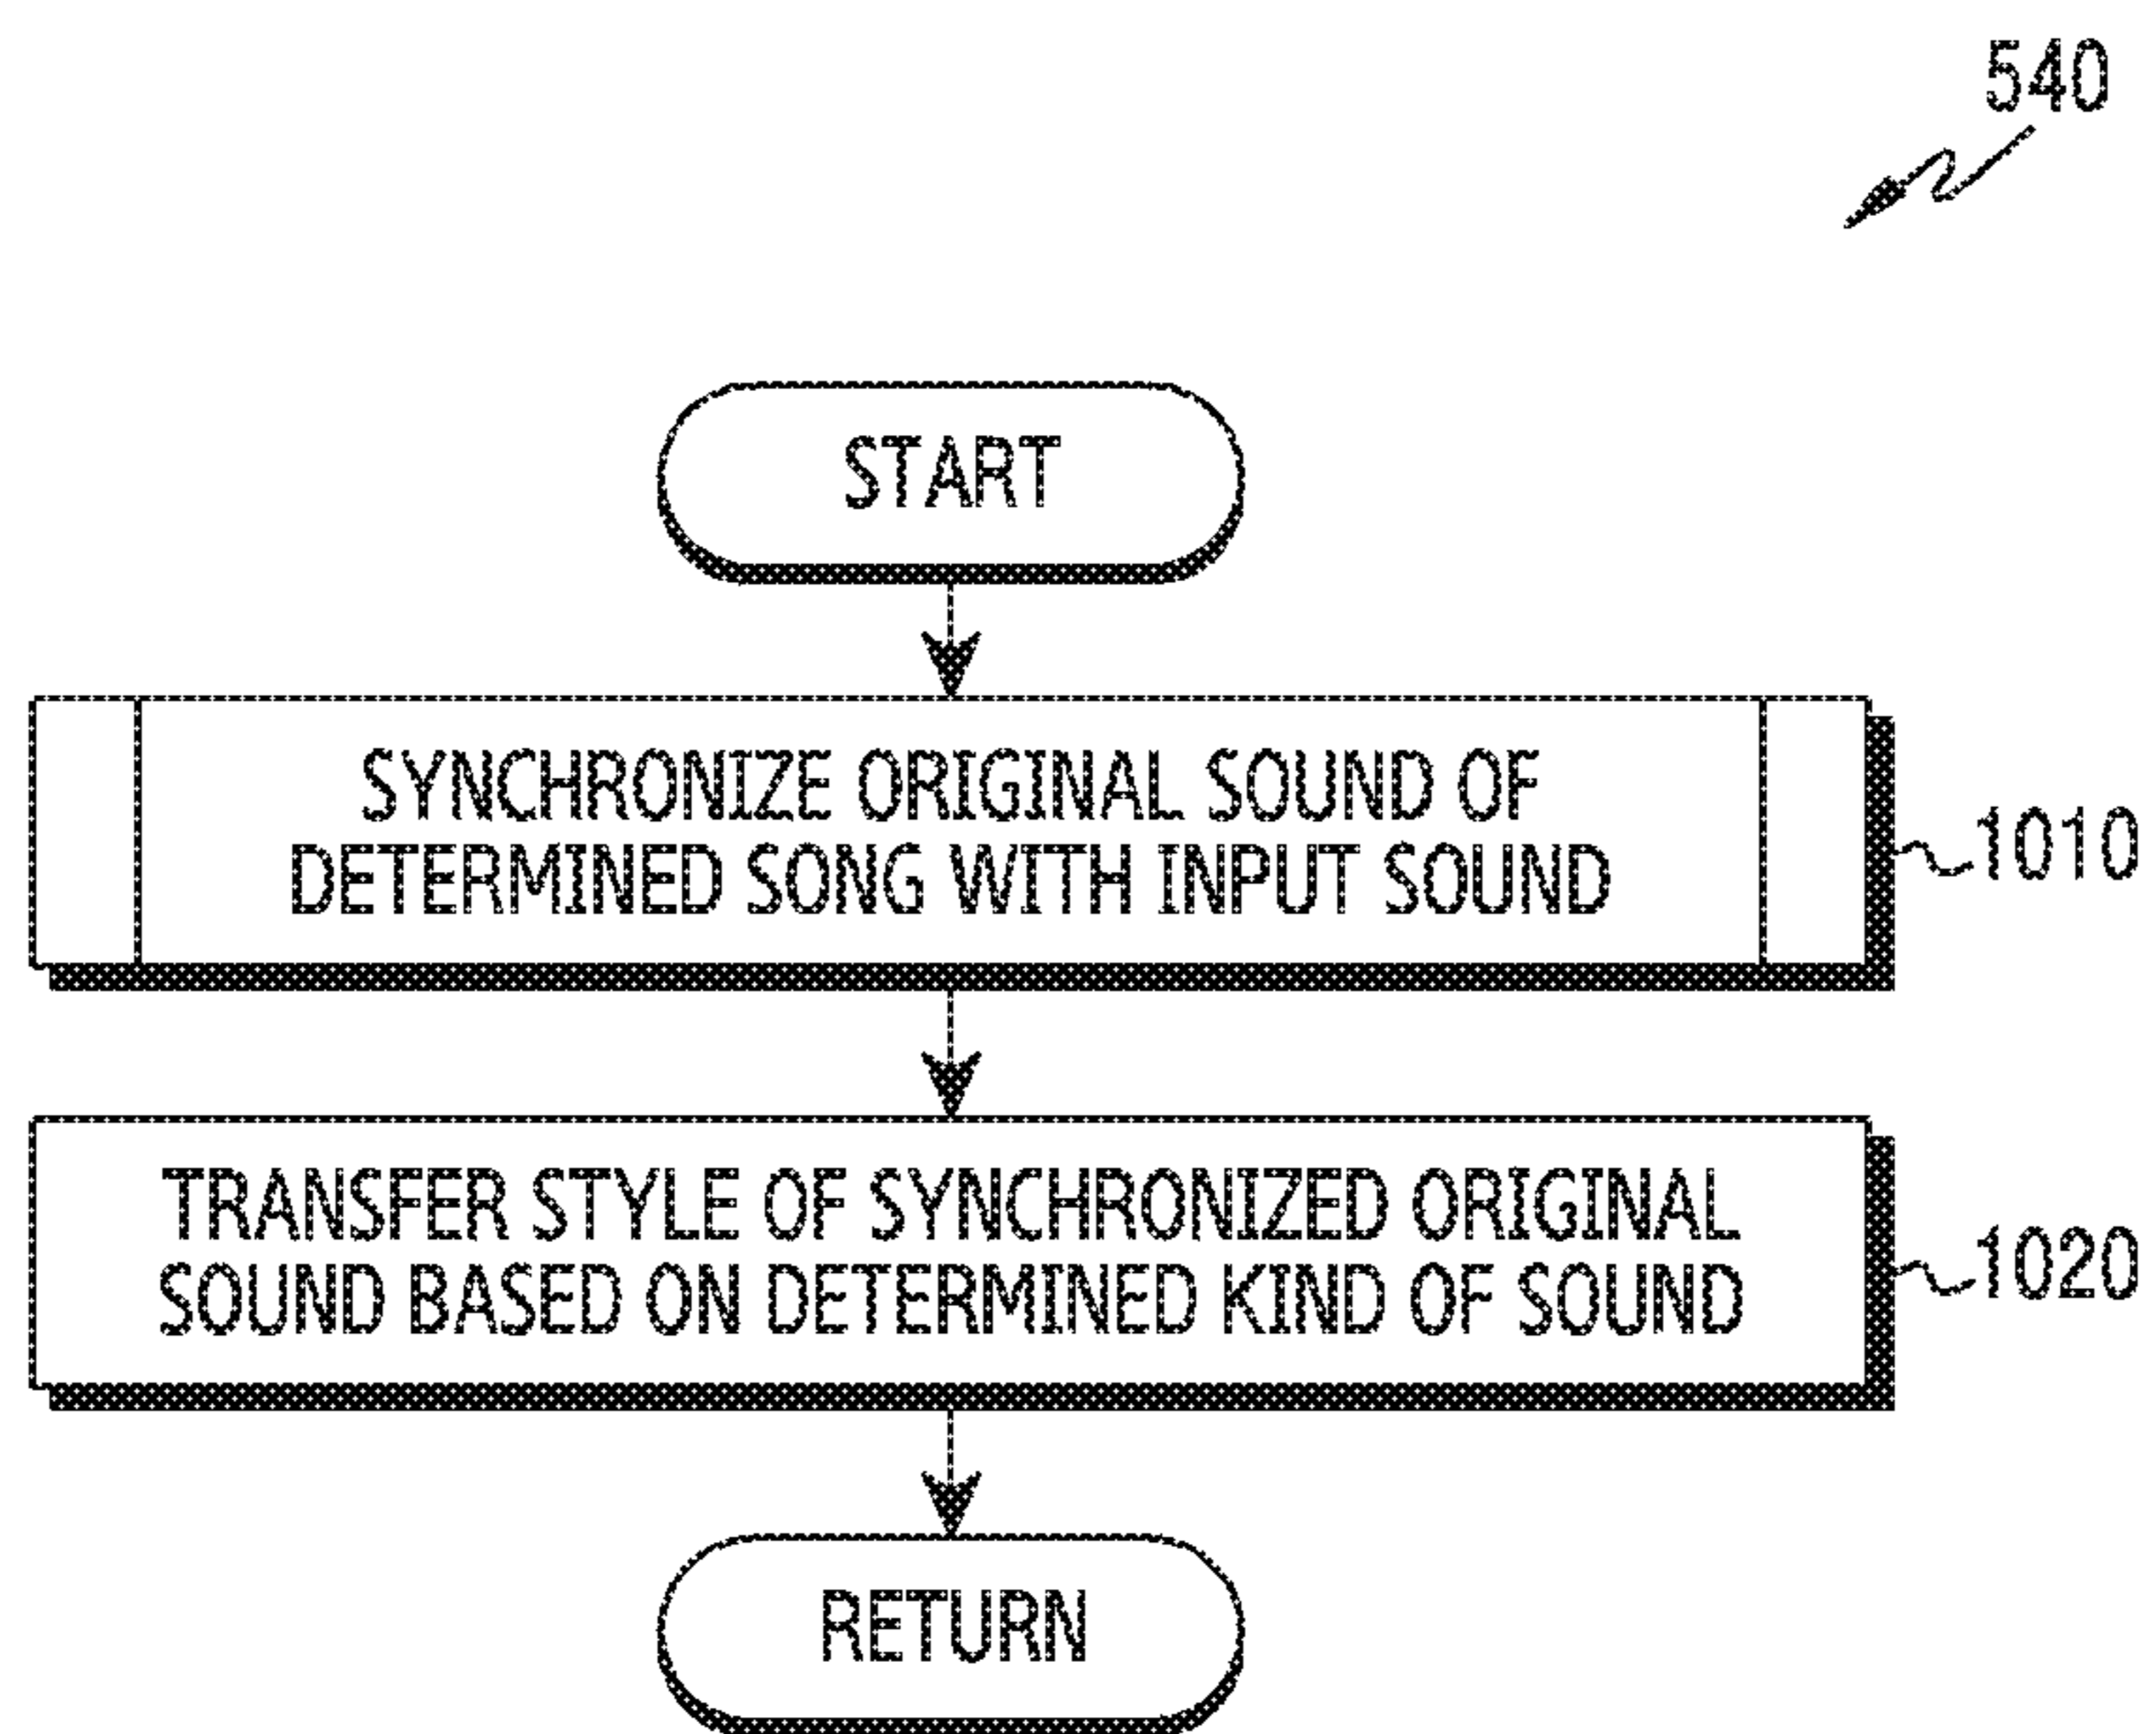 540
START
SYNCHRONIZE ORIGINAL SOUND OF
DETERMINED SONG WITH INPUT SOUND
1010
TRANSFER STYLE OF SYNCHRONIZED ORIGINAL
SOUND BASED ON DETERMINED KIND OF SOUND
1020
RETURN